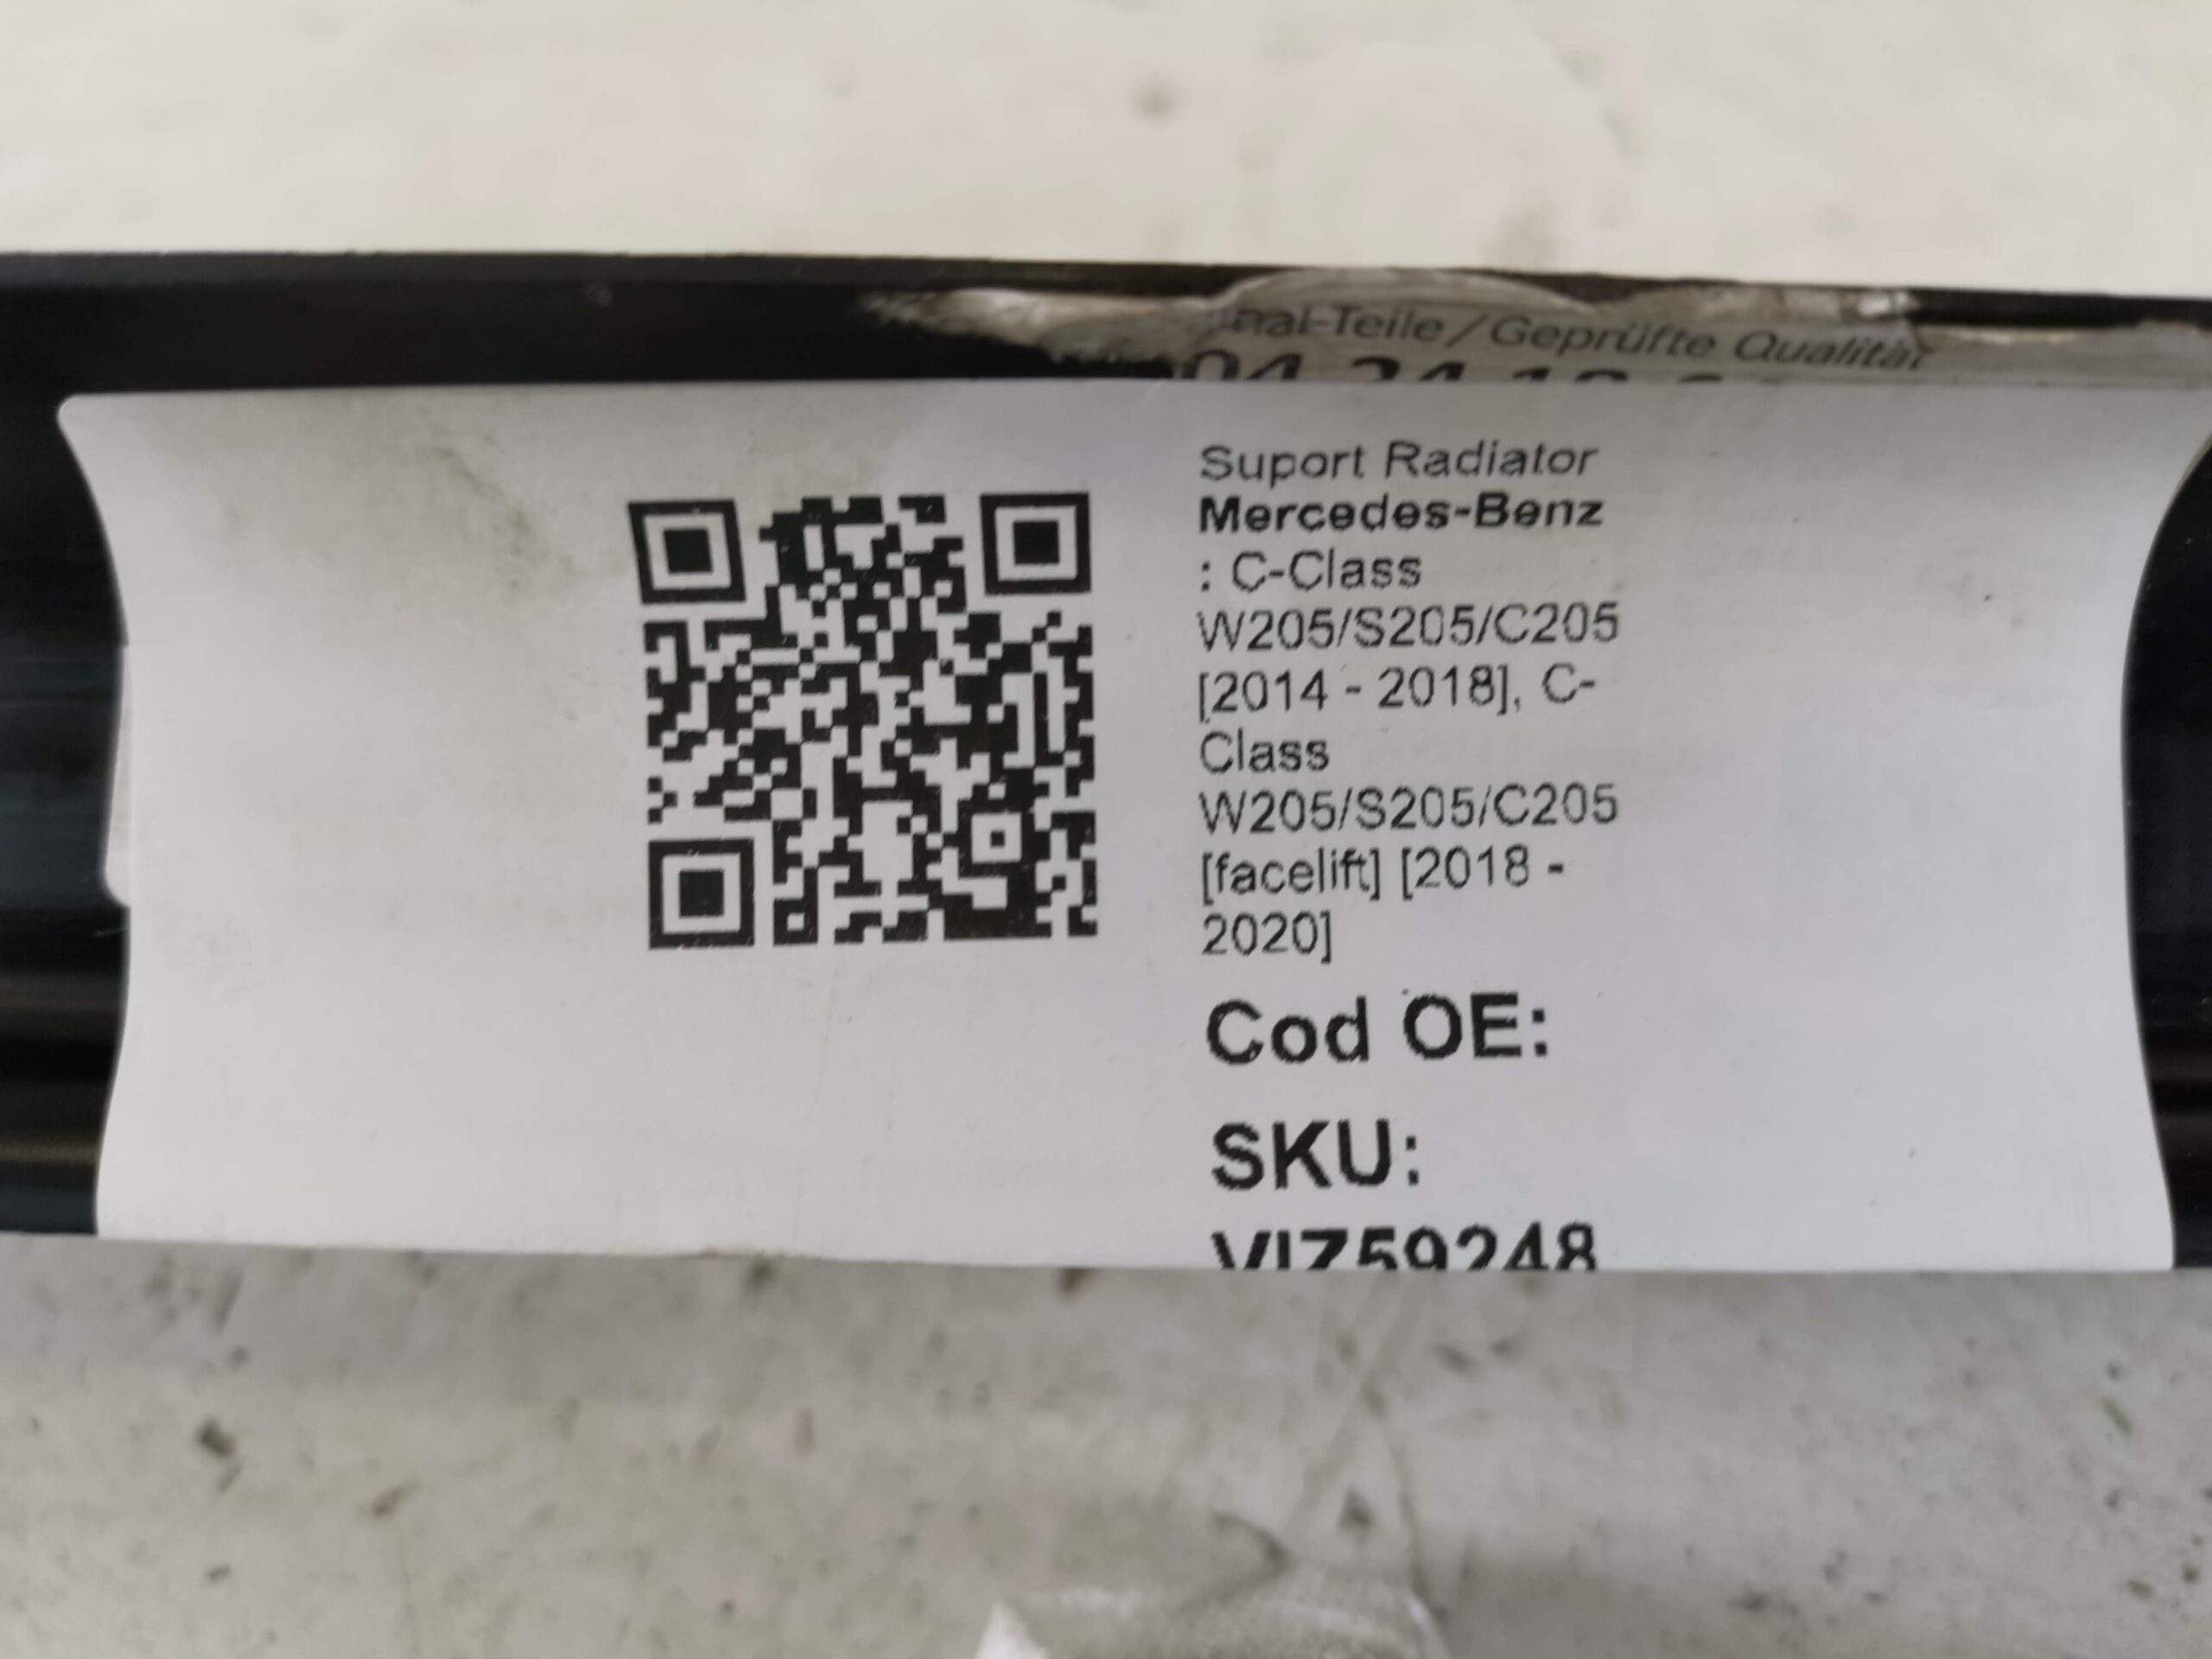 /Geprüfte Qualität
Suport Radiator
Mercedes-Benz
: C-Class
W205/S205/C205
[2014 - 2018], C-
Class
W205/S205/C205
[facelift] [2018 -
2020]
Cod OE:
SKU:
VIZ59248